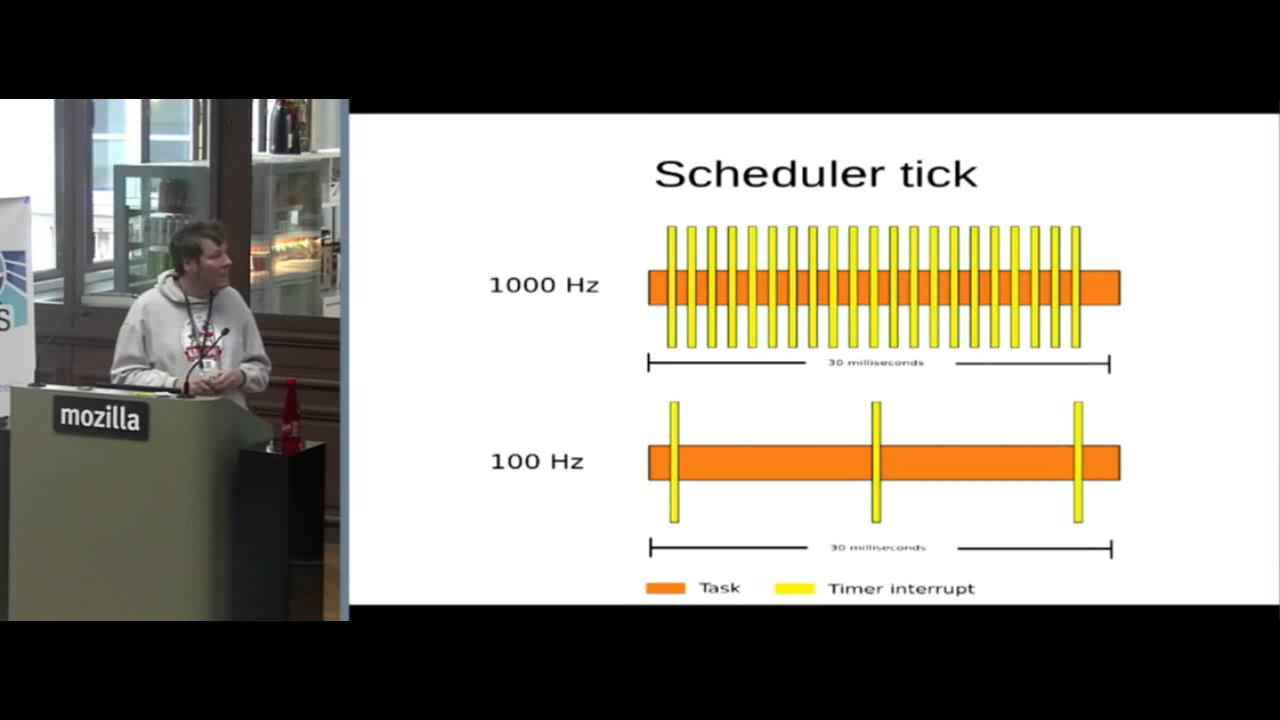 Scheduler tick
1000 Hz
30 milliseconds
100 Hz
30 milliseconds
Task
Timer interrupt
mozilla
S